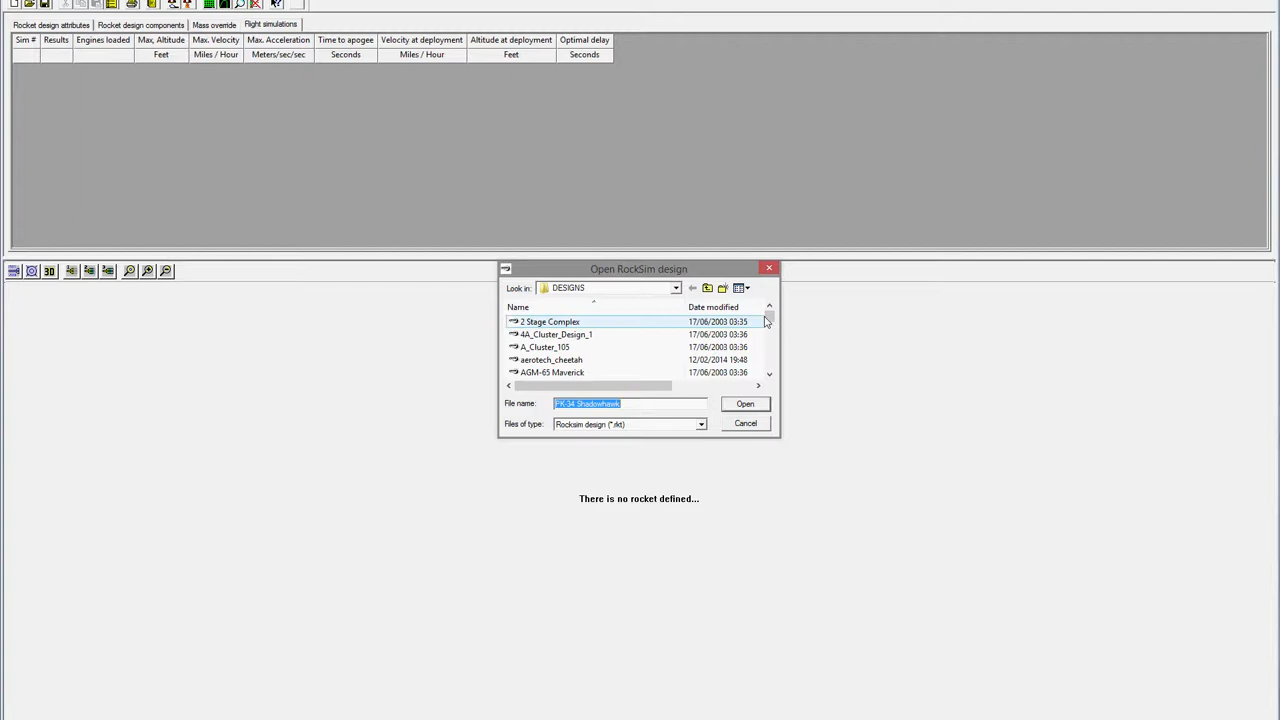 Rocket design attributes Rocket design components Mass override Flight simulations
Sim # Results Engines loaded Max, Altitude Max. Velocity Max. Acceleration Time to apogee Velocity at deployment Altitude at deployment Optimal delay
Feet Miles / Hour Meters/sec/sec Seconds Miles / Hour Feet Seconds
3D
Open RockSim design
Look in: DESIGNS
Name Date modified
2 Stage Complex 17/06/2003 03:35
4A_Cluster_Design_1 17/06/2003 03:36
A_Cluster_105 17/06/2003 03:36
aerotech_cheetah 12/02/2014 19:48
AGM-65 Maverick 17/06/2003 03:36
File name: PK-34 Shadowhawk Open
Files of type: Rocksim design (*.rkt) Cancel
There is no rocket defined...